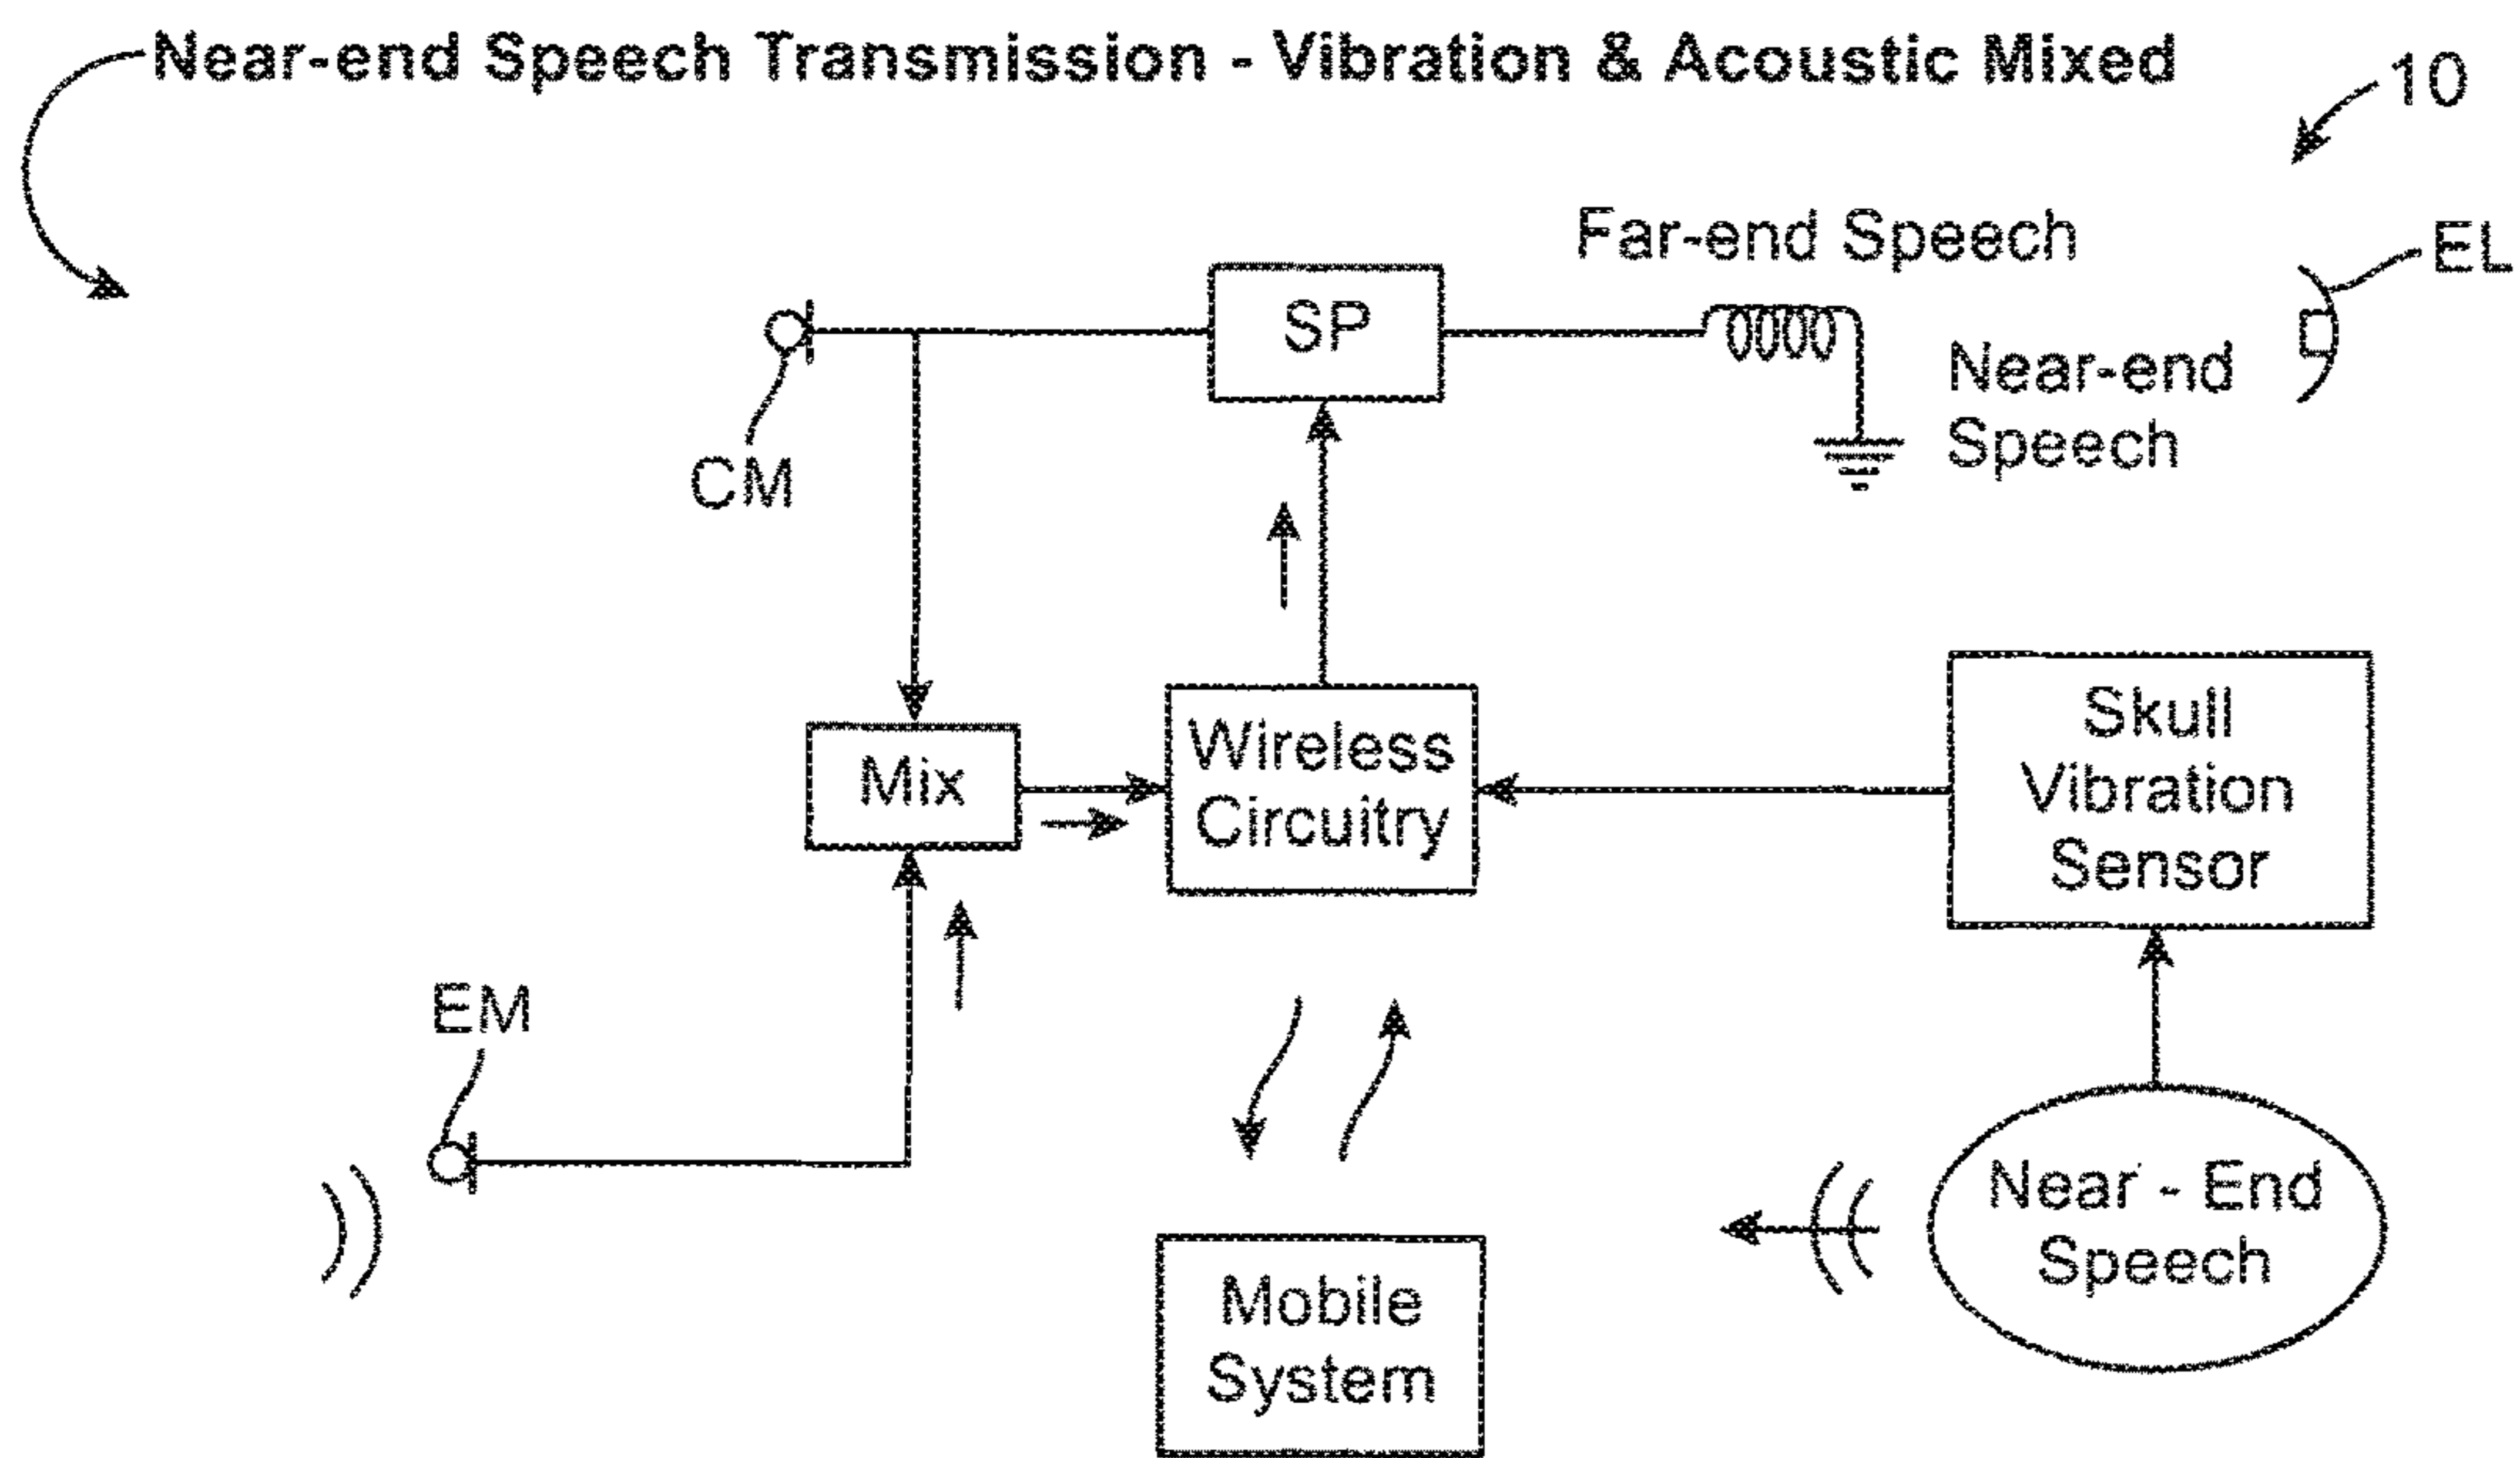 Near-end Speech Transmission - Vibration & Acoustic Mixed
10
Far-end Speech
EL
SP
Near-end
Speech
CM
Skull
Vibration
Sensor
Wireless
Circuitry
Mix
EM
Near - End
Speech
Mobile
System